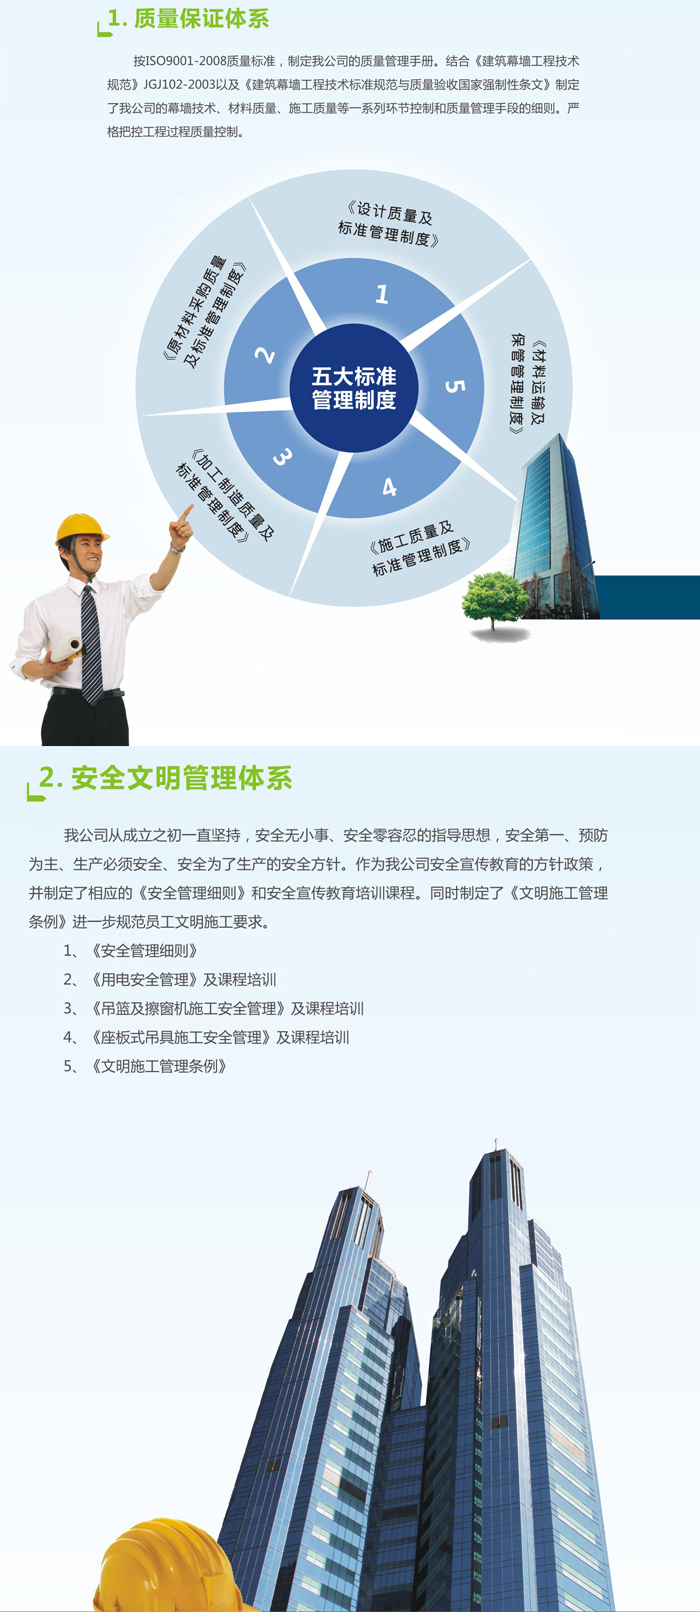 1. 质量保证体系
按ISO9001-2008质量标准，制定我公司的质量管理手册。结合《建筑幕墙工程技术
规范》JGJ102-2003以及《建筑幕墙工程技术标准规范与质量验收国家强制性条文》制定
了我公司的幕墙技术、材料质量、施工质量等一系列环节控制和质量管理手段的细则。严
格把控工程过程质量控制。
《设计质量及
标准管理制度》
1
《原材料采购质量
及标准管理制度》
2
五大标准
管理制度
5
《材料运输及
保管管理制度》
3
《加工制造质量及
标准管理制度》
4
《施工质量及
标准管理制度》
2. 安全文明管理体系
我公司从成立之初一直坚持，安全无小事、安全零容忍的指导思想，安全第一、预防
为主、生产必须安全、安全为了生产的安全方针。作为我公司安全宣传教育的方针政策，
并制定了相应的《安全管理细则》和安全宣传教育培训课程。同时制定了《文明施工管理
条例》进一步规范员工文明施工要求。
1、《安全管理细则》
2、《用电安全管理》及课程培训
3、《吊篮及擦窗机施工安全管理》及课程培训
4、《座板式吊具施工安全管理》及课程培训
5、《文明施工管理条例》